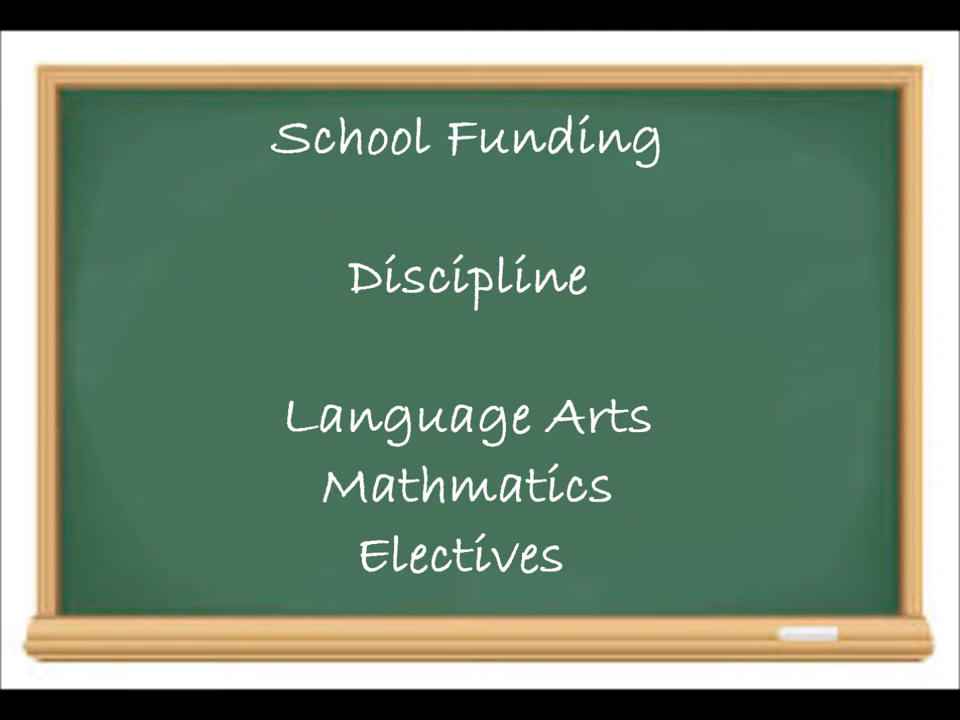 School Funding
Discipline
Language Arts
Mathmatics
Electives